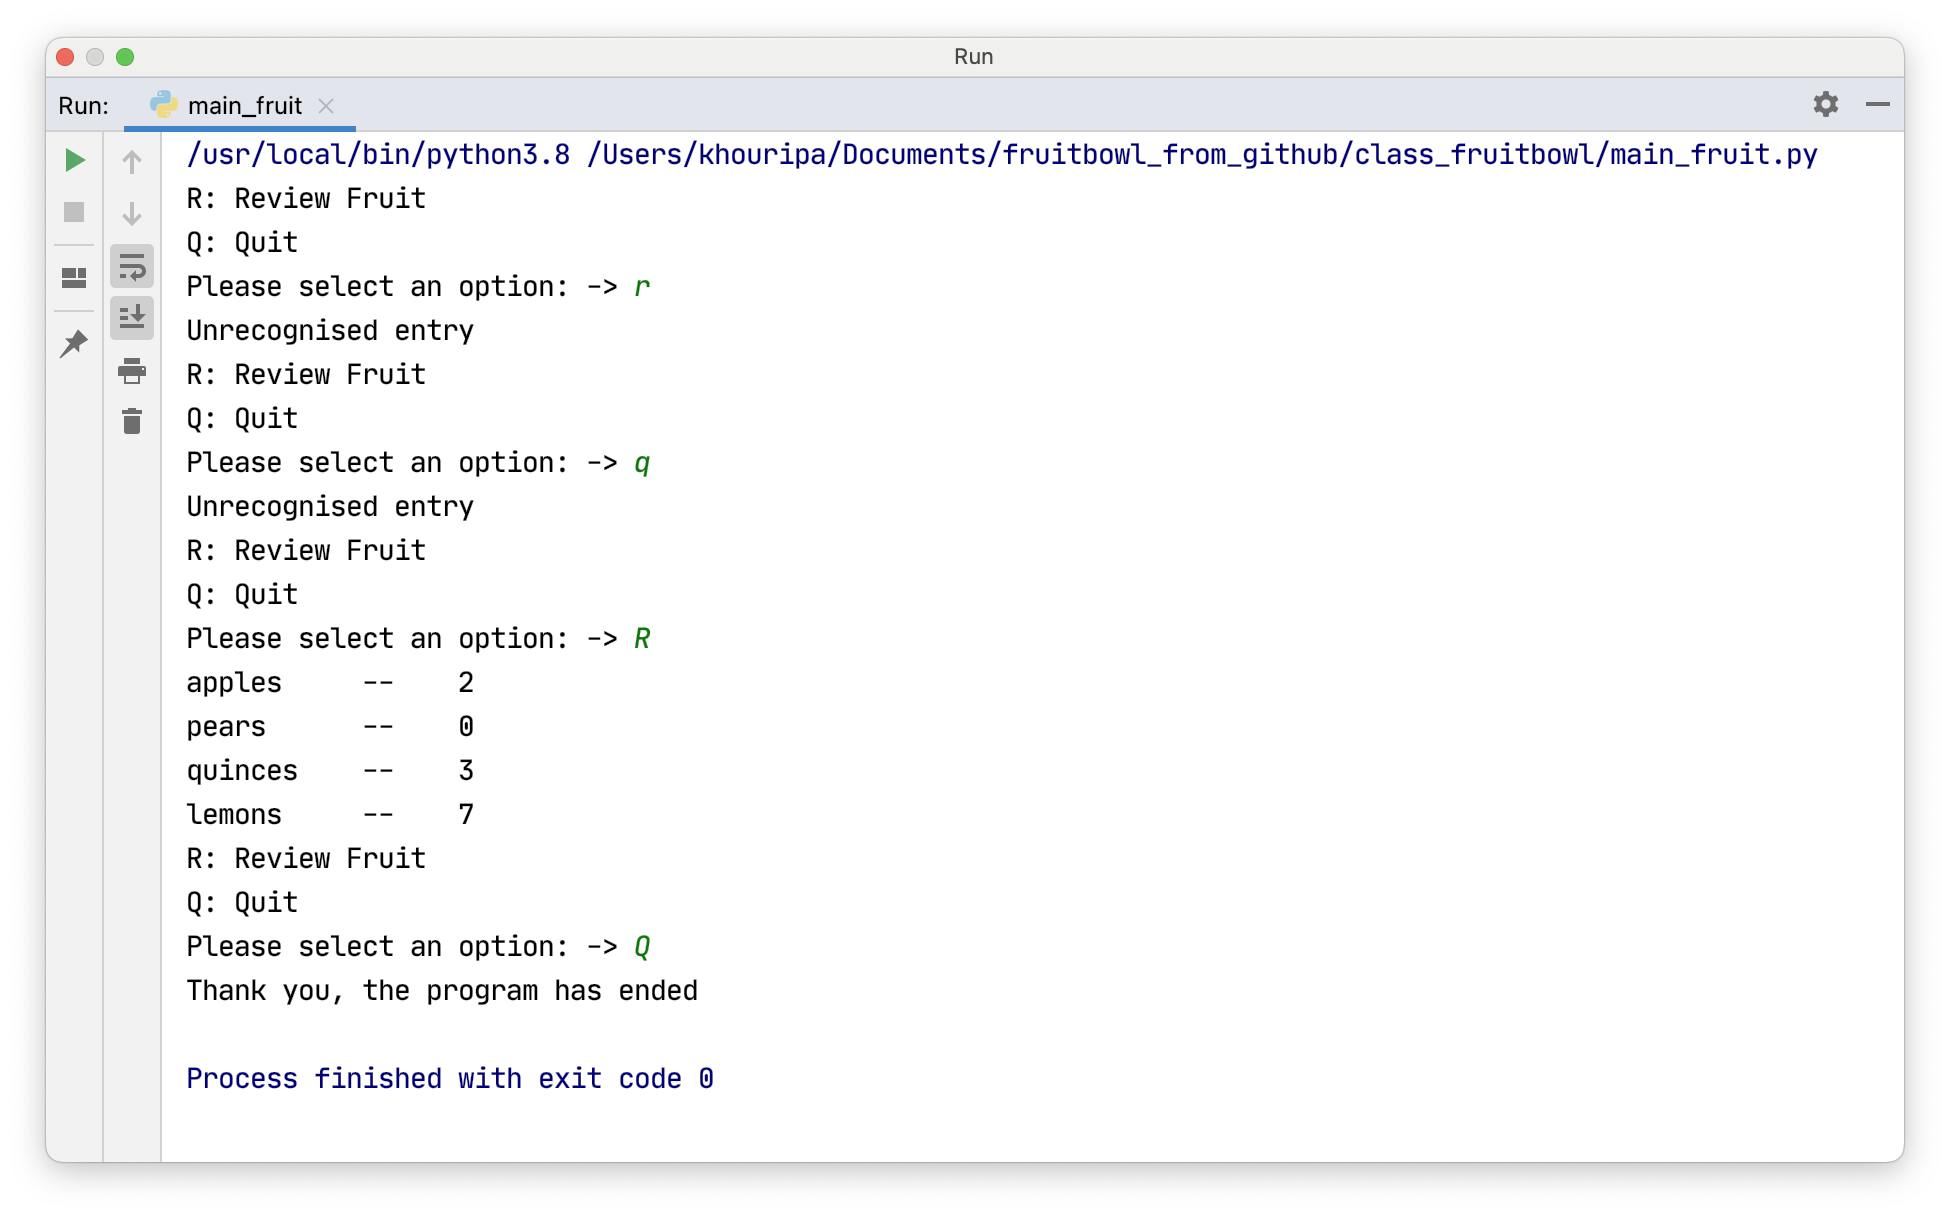 Run
Run: main_fruit
/usr/local/bin/python3.8 /Users/khouripa/Documents/fruitbowl_from_github/class_fruitbowl/main_fruit.py
R: Review Fruit
Q: Quit
Please select an option: -> r
Unrecognised entry
R: Review Fruit
Q: Quit
Please select an option: -> q
Unrecognised entry
R: Review Fruit
Q: Quit
Please select an option: -> R
apples     --    2
pears      --    0
quinces    --    3
lemons     --    7
R: Review Fruit
Q: Quit
Please select an option: -> Q
Thank you, the program has ended
Process finished with exit code 0